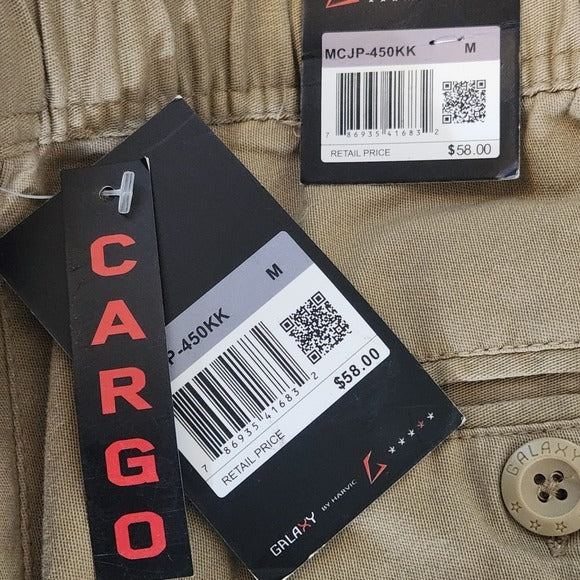 MCJP-450KK M
7 86935 41683 2
RETAIL PRICE $58.00
CARGO
P-450KK M
7 86935 41683 2
RETAIL PRICE $58.00
GALAXY BY HARVIC
GALAXY